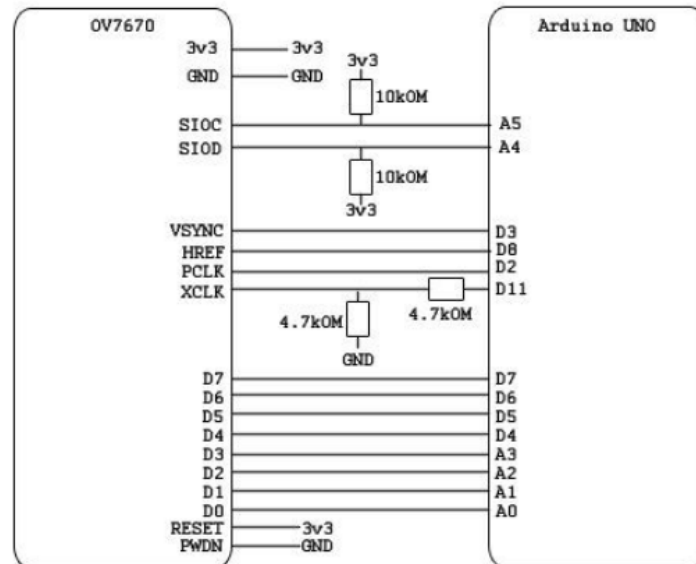 OV7670 Arduino UNO
3v3 3v3
GND GND 3v3
10kOM
SIOC A5
SIOD A4
10kOM
3v3
VSYNC D3
HREF D8
PCLK D2
XCLK D11
4.7kOM 4.7kOM
GND
D7 D7
D6 D6
D5 D5
D4 D4
D3 A3
D2 A2
D1 A1
D0 A0
RESET 3v3
PWDN GND